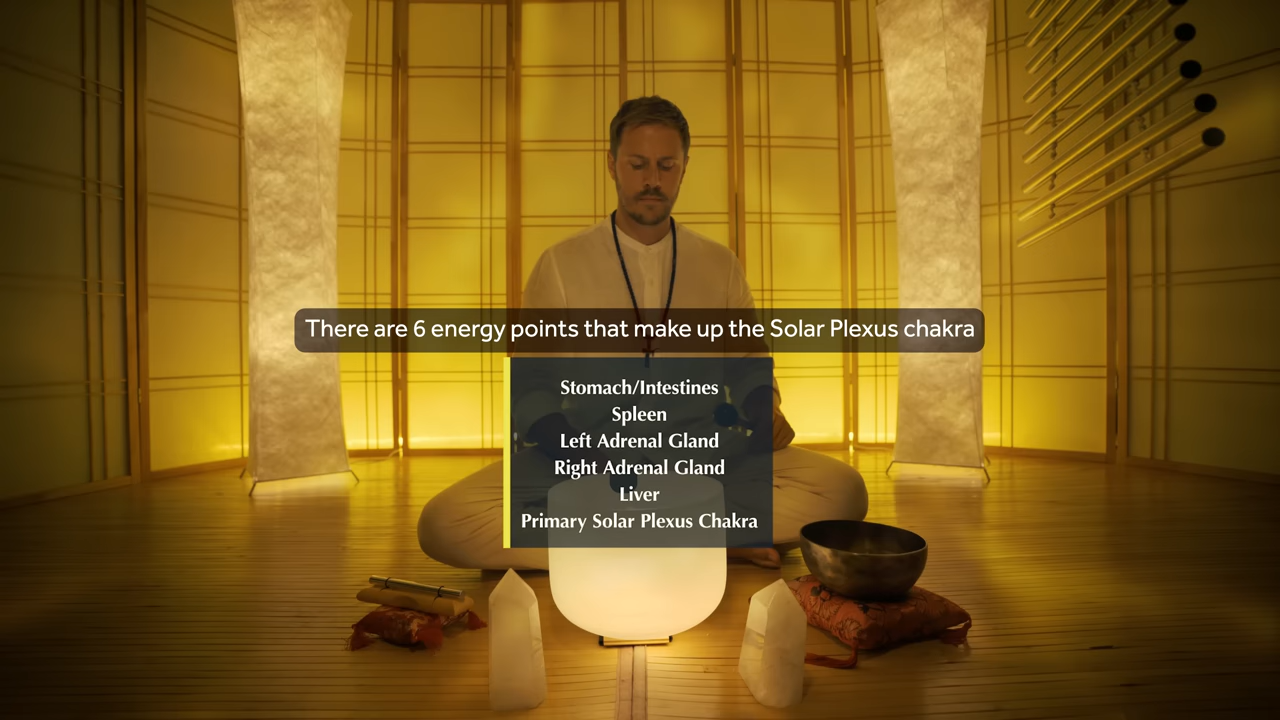 There are 6 energy points that make up the Solar Plexus chakra
Stomach/Intestines
Spleen
Left Adrenal Gland
Right Adrenal Gland
Liver
Primary Solar Plexus Chakra